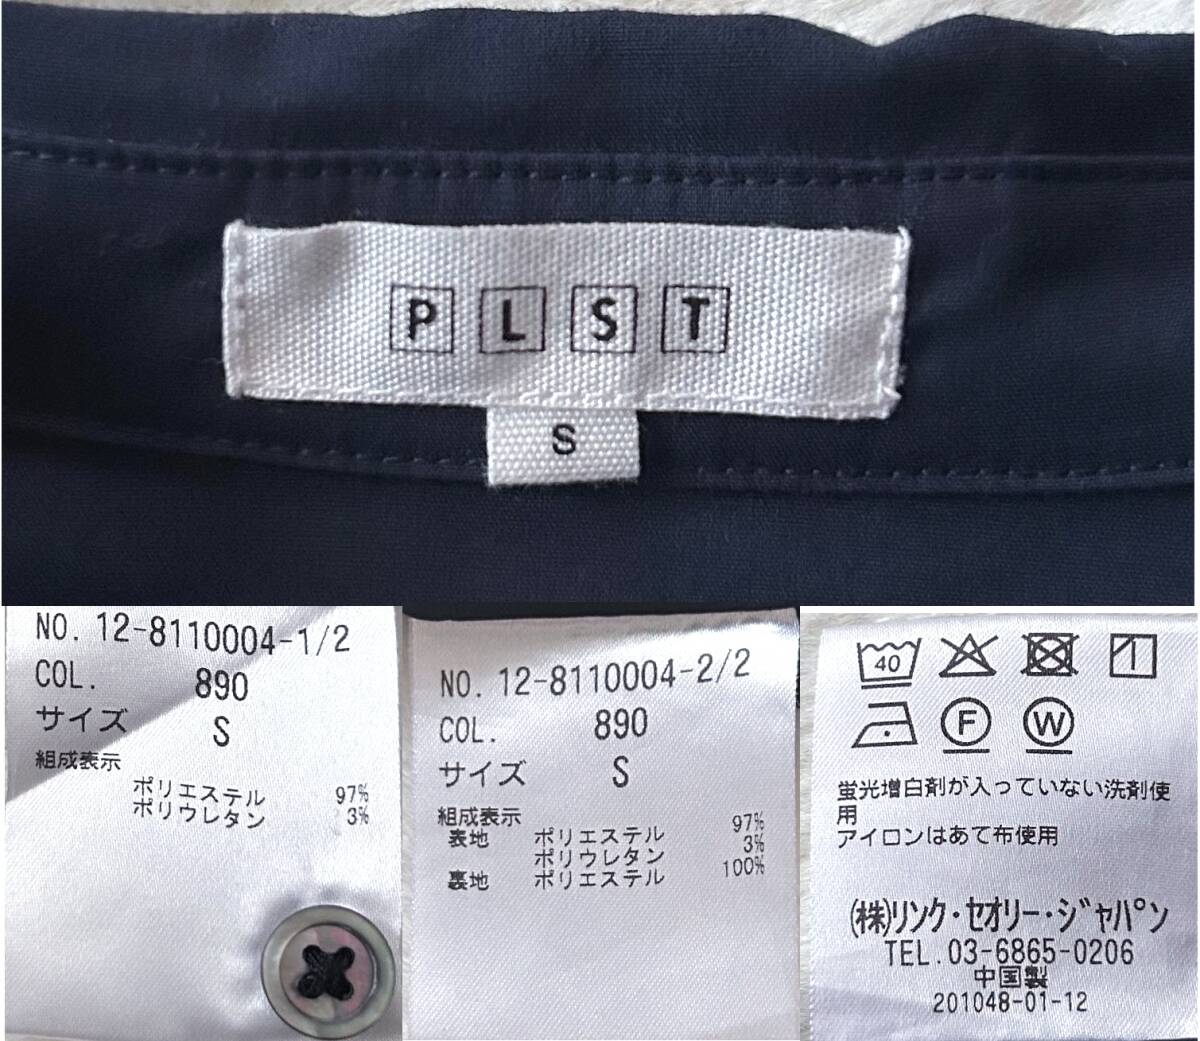 PLST
S
NO. 12-8110004-1/2
COL. 890
サイズ S
組成表示
ポリエステル 97%
ポリウレタン 3%
NO. 12-8110004-2/2
COL. 890
サイズ S
組成表示
表地 ポリエステル 97%
ポリウレタン 3%
裏地 ポリエステル 100%
40
F W
蛍光増白剤が入っていない洗剤使
用
アイロンはあて布使用
(株)リンク・セオリー・ジャパン
TEL.03-6865-0206
中国製
201048-01-12